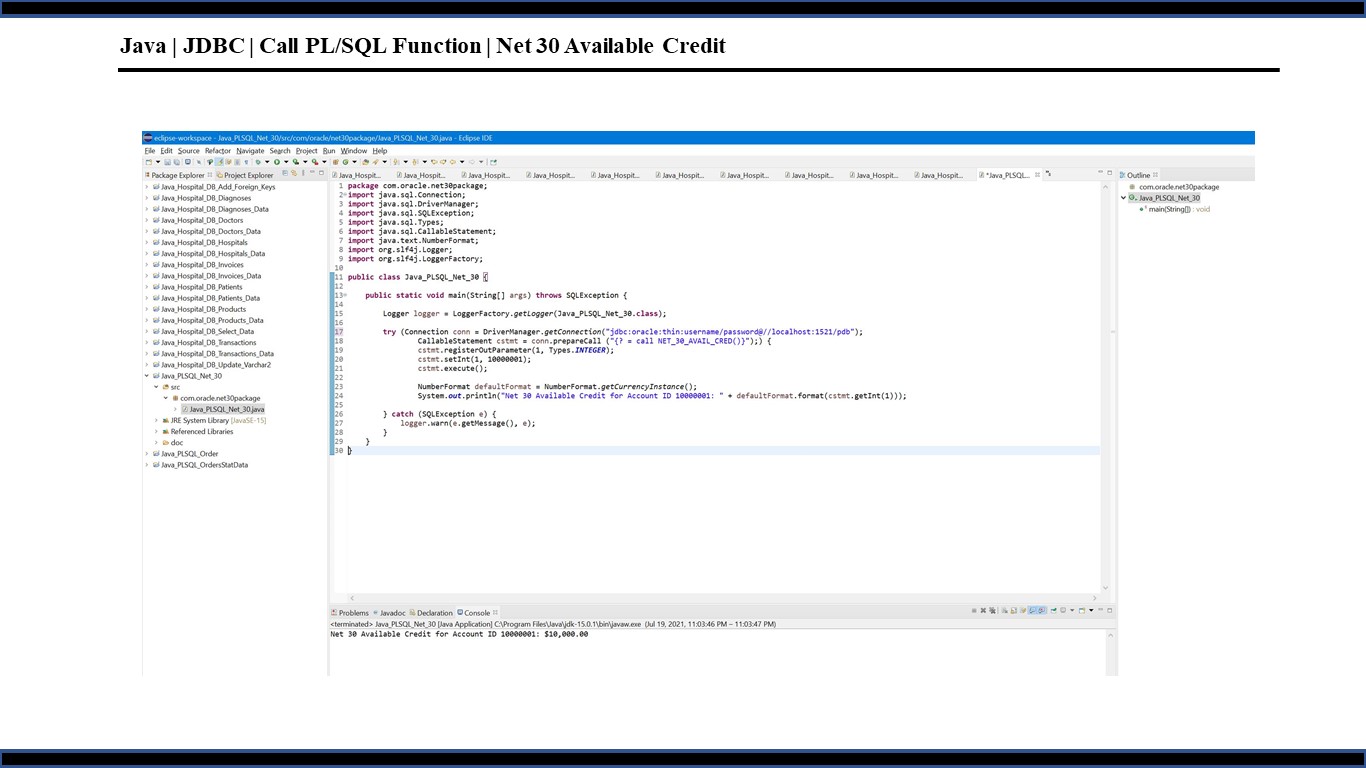 Java | JDBC | Call PL/SQL Function | Net 30 Available Credit
eclipse-workspace - Java_PLSQL_Net_30/src/com/oracle/net30package/Java_PLSQL_Net_30.java - Eclipse IDE
File Edit Source Refactor Navigate Search Project Run Window Help
Package Explorer Project Explorer
Java_Hospital_DB_Add_Foreign_Keys
Java_Hospital_DB_Diagnoses
Java_Hospital_DB_Diagnoses_Data
Java_Hospital_DB_Doctors
Java_Hospital_DB_Doctors_Data
Java_Hospital_DB_Hospitals
Java_Hospital_DB_Hospitals_Data
Java_Hospital_DB_Invoices
Java_Hospital_DB_Invoices_Data
Java_Hospital_DB_Patients
Java_Hospital_DB_Patients_Data
Java_Hospital_DB_Products
Java_Hospital_DB_Products_Data
Java_Hospital_DB_Select_Data
Java_Hospital_DB_Transactions
Java_Hospital_DB_Transactions_Data
Java_Hospital_DB_Update_Varchar2
Java_PLSQL_Net_30
src
com.oracle.net30package
Java_PLSQL_Net_30.java
JRE System Library [JavaSE-15]
Referenced Libraries
doc
Java_PLSQL_Order
Java_PLSQL_OrdersStatData
Java_Hospit... Java_Hospit... Java_Hospit... Java_Hospit... Java_Hospit... Java_Hospit... Java_Hospit... Java_Hospit... Java_Hospit... Java_Hospit... *Java_PLSQL...
1 package com.oracle.net30package;
2 import java.sql.Connection;
3 import java.sql.DriverManager;
4 import java.sql.SQLException;
5 import java.sql.Types;
6 import java.sql.CallableStatement;
7 import java.text.NumberFormat;
8 import org.slf4j.Logger;
9 import org.slf4j.LoggerFactory;
10
11 public class Java_PLSQL_Net_30 {
12
13 public static void main(String[] args) throws SQLException {
14
15 Logger logger = LoggerFactory.getLogger(Java_PLSQL_Net_30.class);
16
17 try (Connection conn = DriverManager.getConnection("jdbc:oracle:thin:username/password@//localhost:1521/pdb");
18 CallableStatement cstmt = conn.prepareCall ("{? = call NET_30_AVAIL_CRED()}");) {
19 cstmt.registerOutParameter(1, Types.INTEGER);
20 cstmt.setInt(1, 10000001);
21 cstmt.execute();
22
23 NumberFormat defaultFormat = NumberFormat.getCurrencyInstance();
24 System.out.println("Net 30 Available Credit for Account ID 10000001: " + defaultFormat.format(cstmt.getInt(1)));
25
26 } catch (SQLException e) {
27 logger.warn(e.getMessage(), e);
28 }
29 }
30 }
Outline
com.oracle.net30package
Java_PLSQL_Net_30
main(String[]) : void
Problems Javadoc Declaration Console
<terminated> Java_PLSQL_Net_30 [Java Application] C:\Program Files\Java\jdk-15.0.1\bin\javaw.exe (Jul 19, 2021, 11:03:46 PM – 11:03:47 PM)
Net 30 Available Credit for Account ID 10000001: $10,000.00